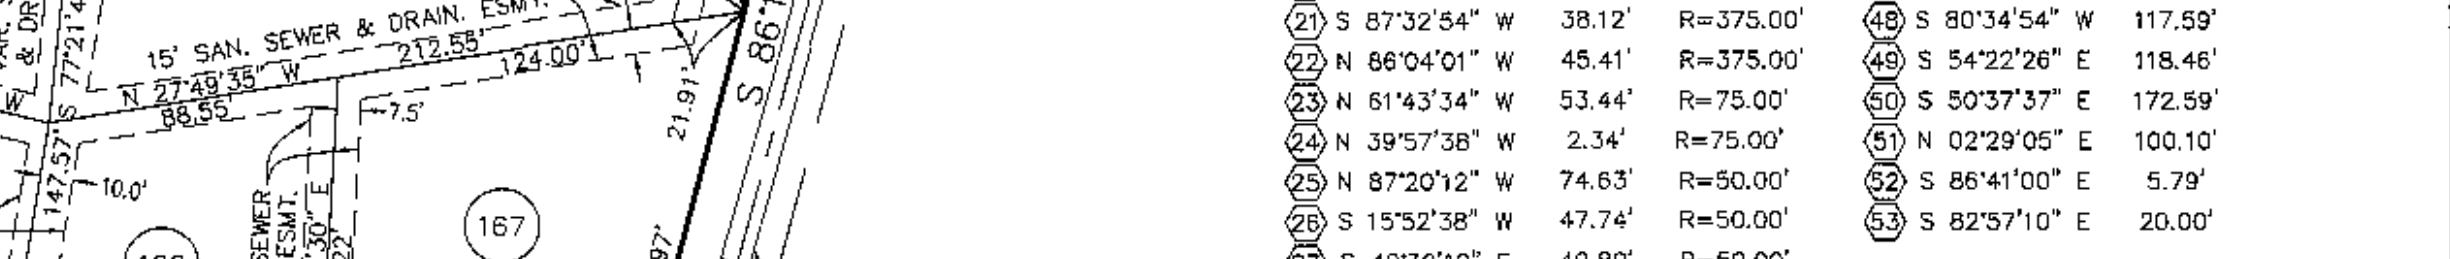 15' SAN. SEWER & DRAIN. ESMT.
N 27°49'35" W
212.55'
124.00'
88.55'
7.5'
S 77°21'4
147.57'
10.0'
W
& DR
SEWER
ESMT.
'30" E
22'
21.91'
S 86°1
97'
167
21 S 87°32'54" W 38.12' R=375.00'
22 N 86°04'01" W 45.41' R=375.00'
23 N 61°43'34" W 53.44' R=75.00'
24 N 39°57'38" W 2.34' R=75.00'
25 N 87°20'12" W 74.63' R=50.00'
26 S 15°52'38" W 47.74' R=50.00'
48 S 80°34'54" W 117.59'
49 S 54°22'26" E 118.46'
50 S 50°37'37" E 172.59'
51 N 02°29'05" E 100.10'
52 S 86°41'00" E 5.79'
53 S 82°57'10" E 20.00'